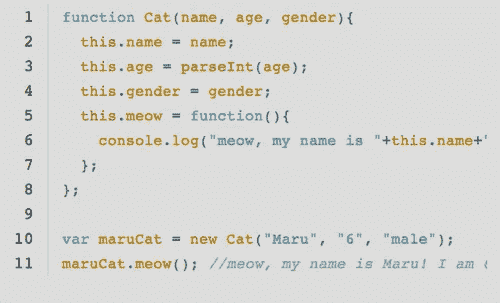 1 function Cat(name, age, gender){
2 this.name = name;
3 this.age = parseInt(age);
4 this.gender = gender;
5 this.meow = function(){
6 console.log("meow, my name is "+this.name+"
7 };
8 };
9
10 var maruCat = new Cat("Maru", "6", "male");
11 maruCat.meow(); //meow, my name is Maru! I am